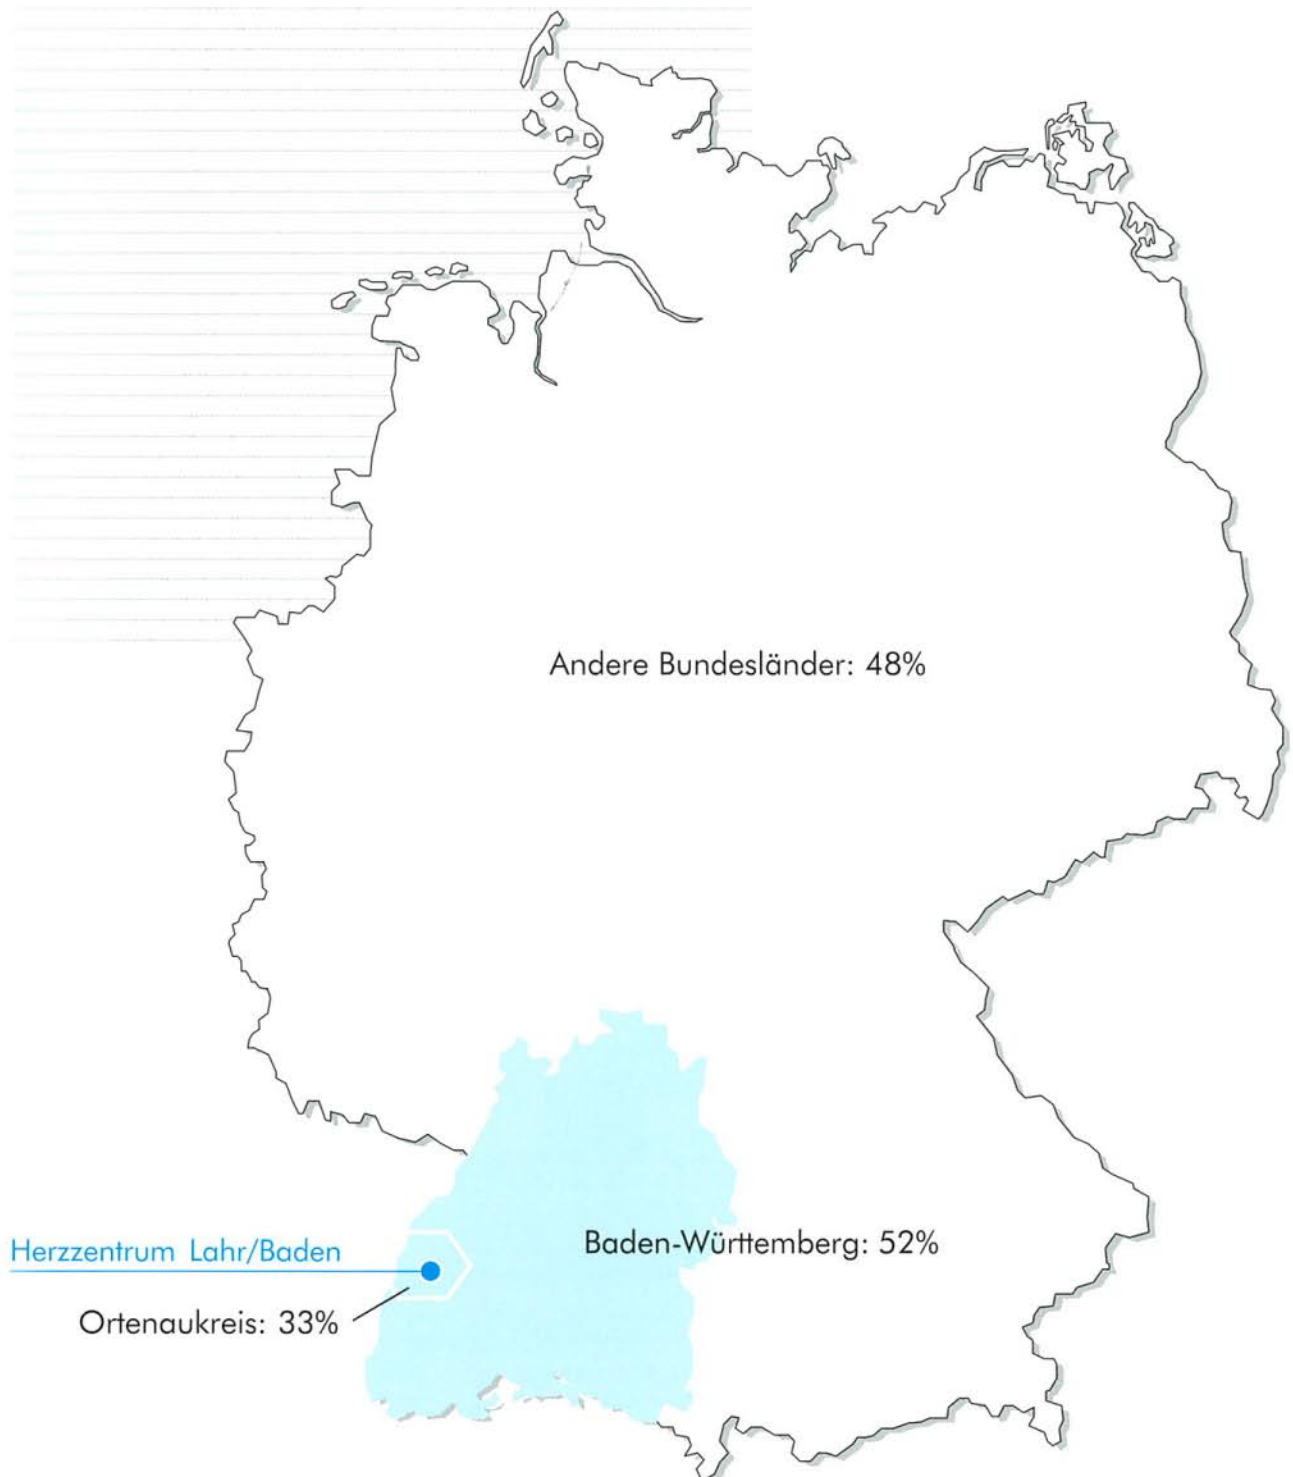 Andere Bundesländer: 48%
Baden-Württemberg: 52%
Herzzentrum Lahr/Baden
Ortenaukreis: 33%